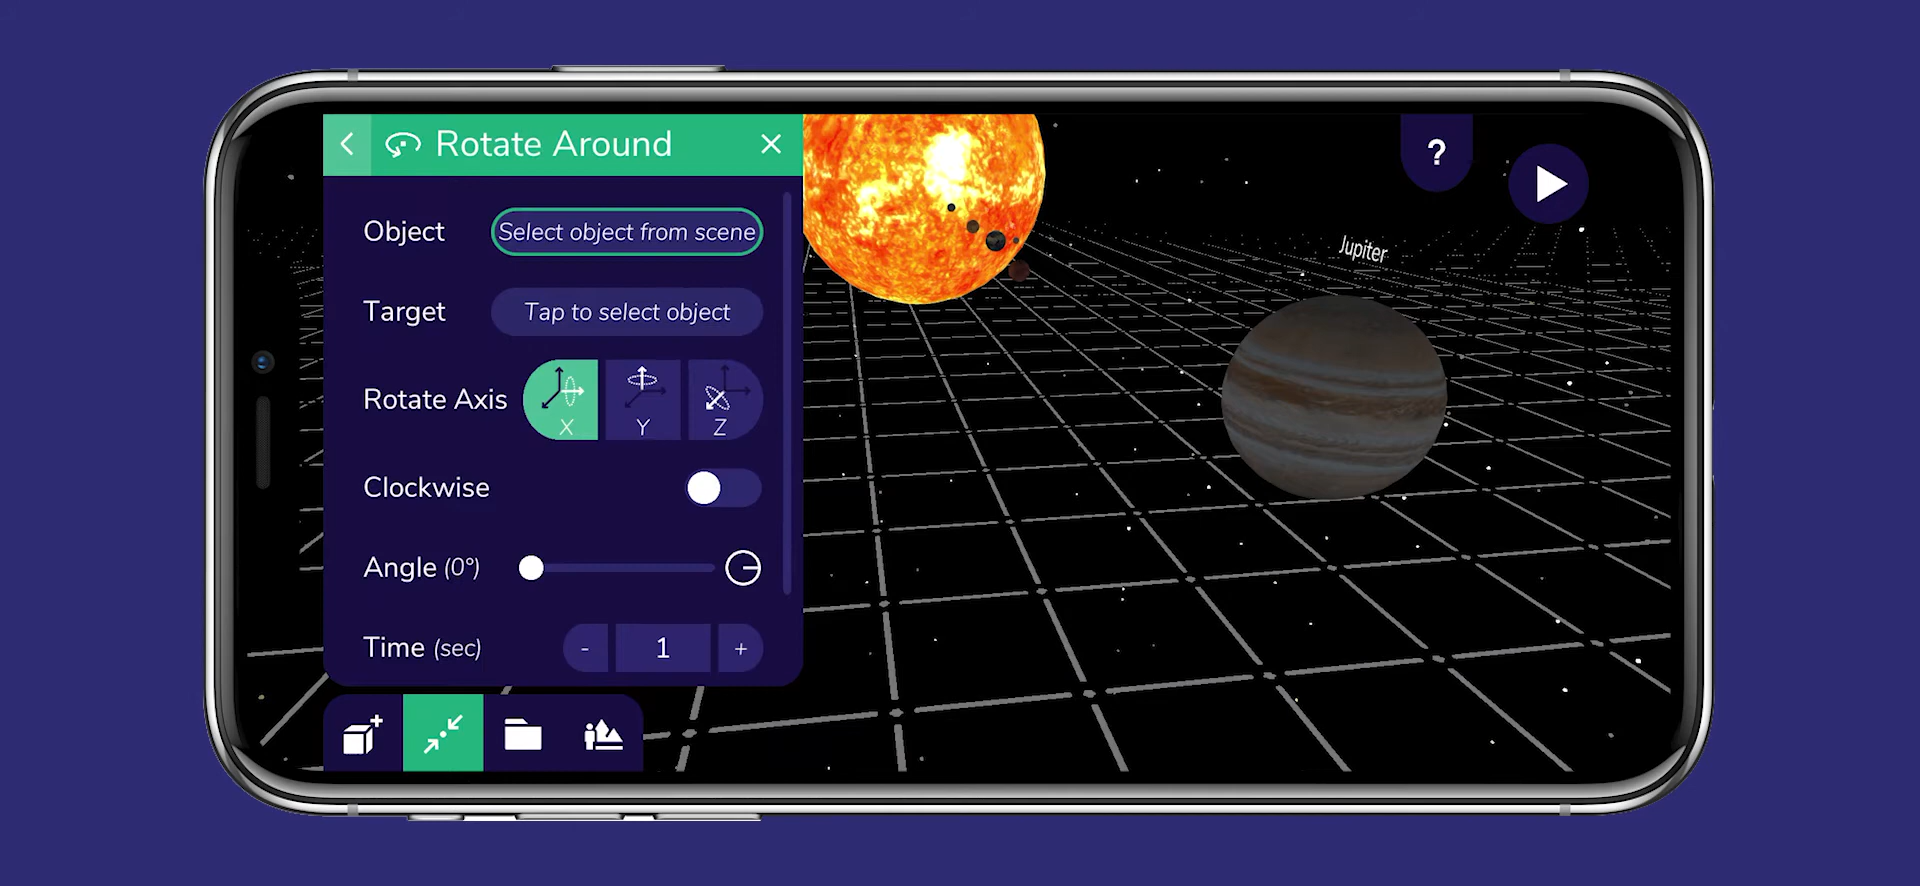 Rotate Around
?
Object
Select object from scene
Jupiter
Target
Tap to select object
Rotate Axis
X
Y
Z
Clockwise
Angle (0°)
Time (sec)
- 1 +